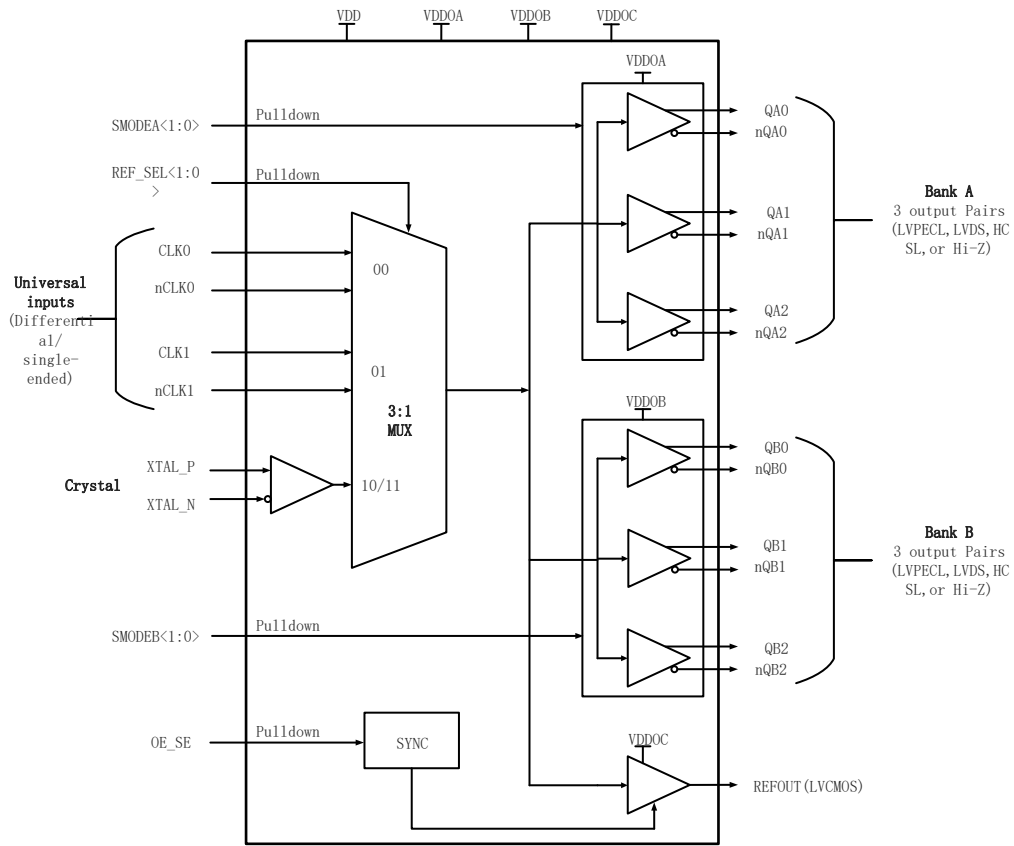 VDD
VDDOA
VDDOB
VDDOC
SMODEA<1:0>
Pulldown
REF_SEL<1:0
>
Pulldown
Universal
inputs
(Differenti
al/
single-
ended)
CLK0
nCLK0
CLK1
nCLK1
Crystal
XTAL_P
XTAL_N
00
01
3:1
MUX
10/11
SMODEB<1:0>
Pulldown
OE_SE
Pulldown
SYNC
VDDOA
QA0
nQA0
QA1
nQA1
QA2
nQA2
Bank A
3 output Pairs
(LVPECL,LVDS,HC
SL,or Hi-Z)
VDDOB
QB0
nQB0
QB1
nQB1
QB2
nQB2
Bank B
3 output Pairs
(LVPECL,LVDS,HC
SL,or Hi-Z)
VDDOC
REFOUT(LVCMOS)